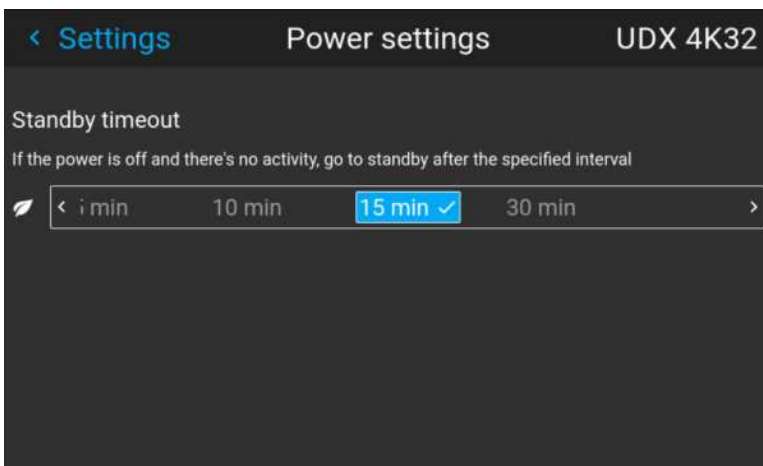 Settings Power settings UDX 4K32
Standby timeout
If the power is off and there's no activity, go to standby after the specified interval
min 10 min 15 min 30 min